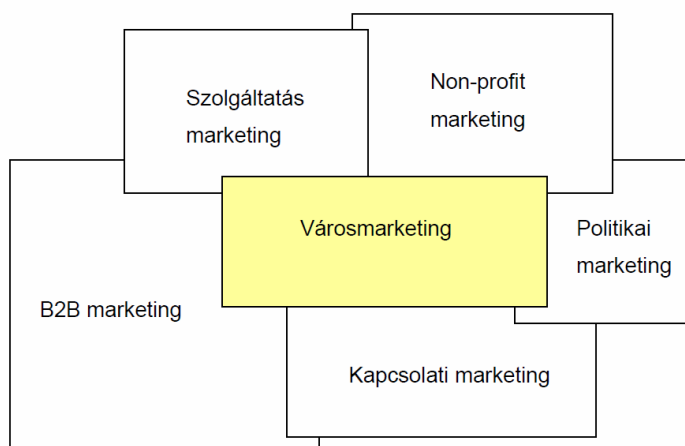 Szolgáltatás
marketing
Non-profit
marketing
Városmarketing
Politikai
marketing
B2B marketing
Kapcsolati marketing